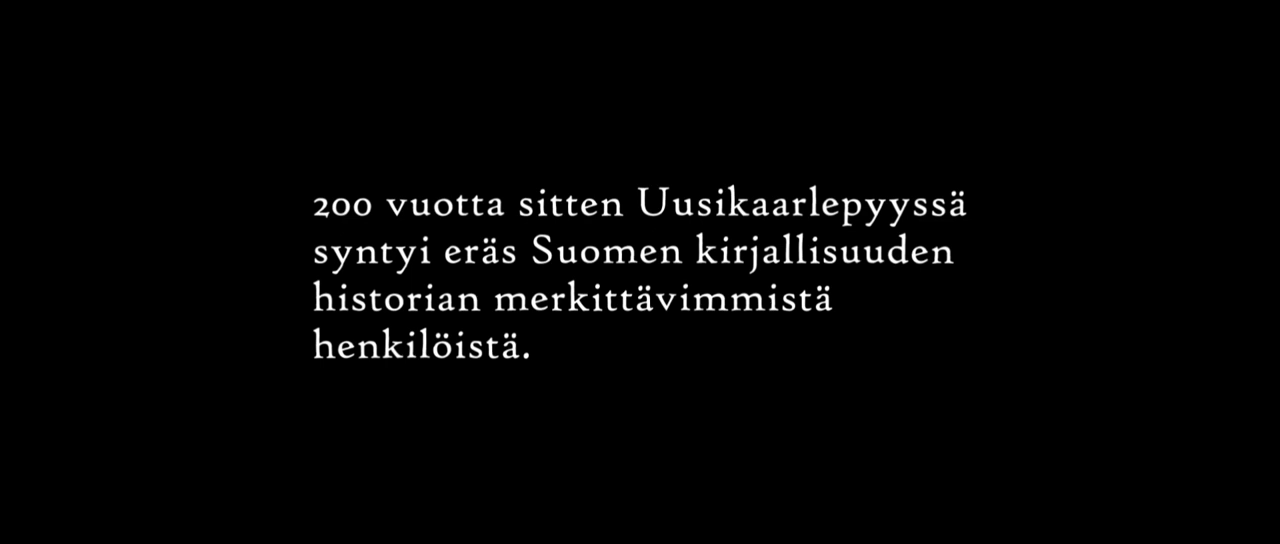 200 vuotta sitten Uusikaarlepyyssä
syntyi eräs Suomen kirjallisuuden
historian merkittävimmistä
henkilöistä.